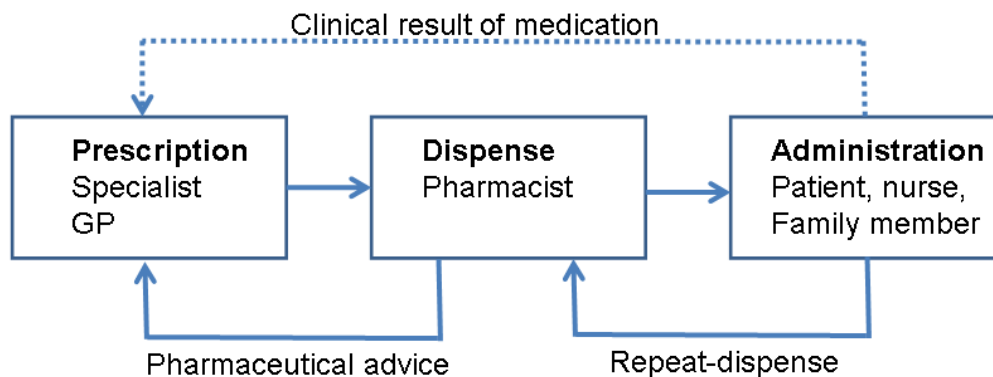 Clinical result of medication
Prescription
Specialist
GP
Dispense
Pharmacist
Administration
Patient, nurse,
Family member
Pharmaceutical advice
Repeat-dispense